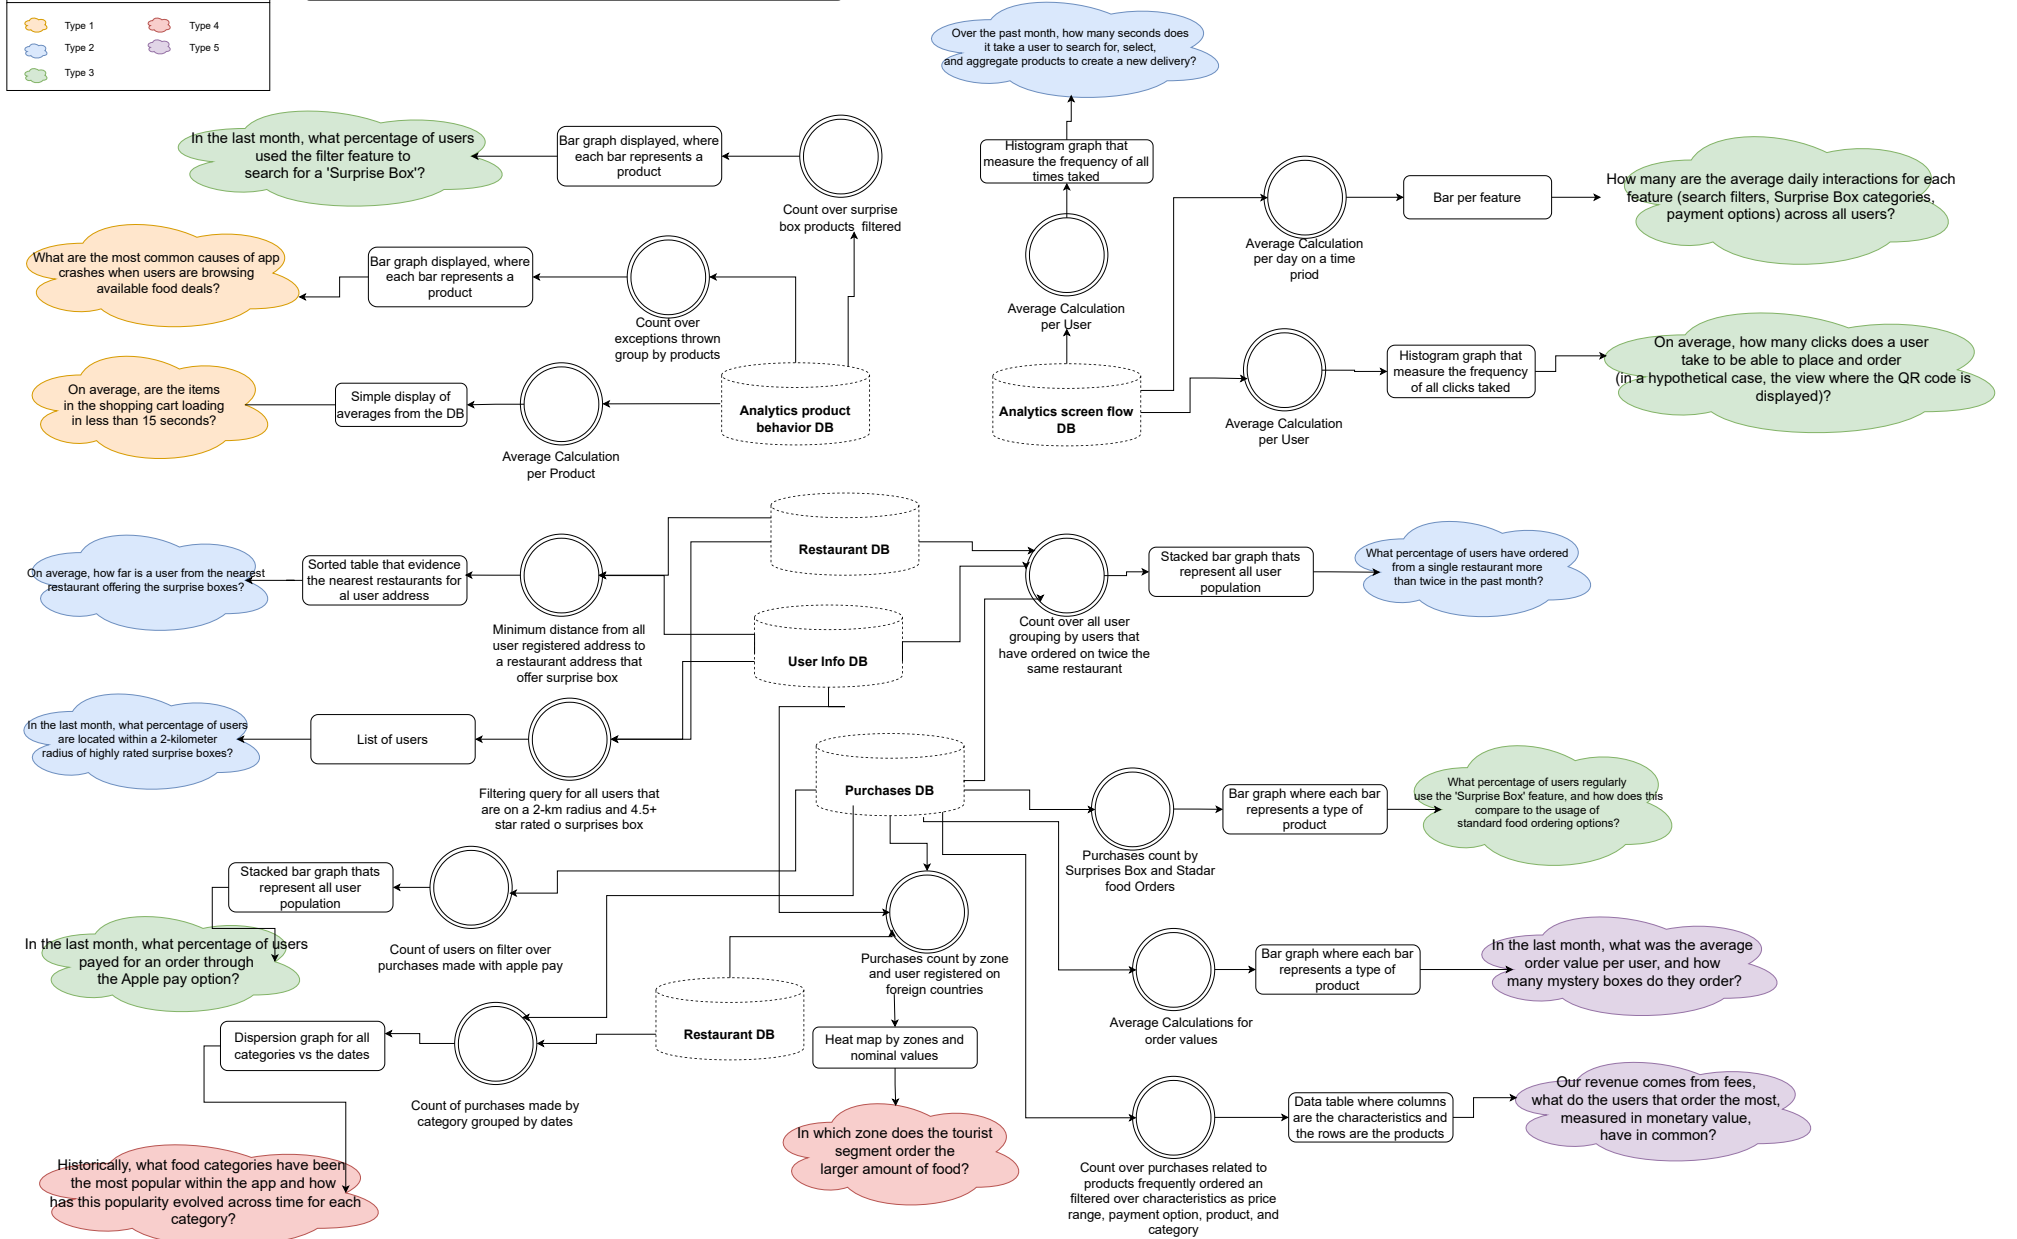 Type 1
Type 4
Type 2
Type 5
Type 3
Over the past month, how many seconds does
it take a user to search for, select,
and aggregate products to create a new delivery?
In the last month, what percentage of users
used the filter feature to
search for a 'Surprise Box'?
Bar graph displayed, where
each bar represents a
product
Count over surprise
box products filtered
Histogram graph that
measure the frequency of all
times taked
Average Calculation
per User
Average Calculation
per day on a time
priod
Bar per feature
How many are the average daily interactions for each
feature (search filters, Surprise Box categories,
payment options) across all users?
What are the most common causes of app
crashes when users are browsing
available food deals?
Bar graph displayed, where
each bar represents a
product
Count over
exceptions thrown
group by products
On average, are the items
in the shopping cart loading
in less than 15 seconds?
Simple display of
averages from the DB
Average Calculation
per Product
Analytics product
behavior DB
Analytics screen flow
DB
Average Calculation
per User
Histogram graph that
measure the frequency
of all clicks taked
On average, how many clicks does a user
take to be able to place and order
(in a hypothetical case, the view where the QR code is
displayed)?
On average, how far is a user from the nearest
restaurant offering the surprise boxes?
Sorted table that evidence
the nearest restaurants for
al user address
Minimum distance from all
user registered address to
a restaurant address that
offer surprise box
Restaurant DB
User Info DB
Count over all user
grouping by users that
have ordered on twice the
same restaurant
Stacked bar graph thats
represent all user
population
What percentage of users have ordered
from a single restaurant more
than twice in the past month?
In the last month, what percentage of users
are located within a 2-kilometer
radius of highly rated surprise boxes?
List of users
Filtering query for all users that
are on a 2-km radius and 4.5+
star rated o surprises box
Purchases DB
Purchases count by
Surprises Box and Stadar
food Orders
Bar graph where each bar
represents a type of
product
What percentage of users regularly
use the 'Surprise Box' feature, and how does this
compare to the usage of
standard food ordering options?
Stacked bar graph thats
represent all user
population
Count of users on filter over
purchases made with apple pay
In the last month, what percentage of users
payed for an order through
the Apple pay option?
Purchases count by zone
and user registered on
foreign countries
Average Calculations for
order values
Bar graph where each bar
represents a type of
product
In the last month, what was the average
order value per user, and how
many mystery boxes do they order?
Restaurant DB
Dispersion graph for all
categories vs the dates
Count of purchases made by
category grouped by dates
Heat map by zones and
nominal values
In which zone does the tourist
segment order the
larger amount of food?
Historically, what food categories have been
the most popular within the app and how
has this popularity evolved across time for each
category?
Count over purchases related to
products frequently ordered an
filtered over characteristics as price
range, payment option, product, and
category
Data table where columns
are the characteristics and
the rows are the products
Our revenue comes from fees,
what do the users that order the most,
measured in monetary value,
have in common?